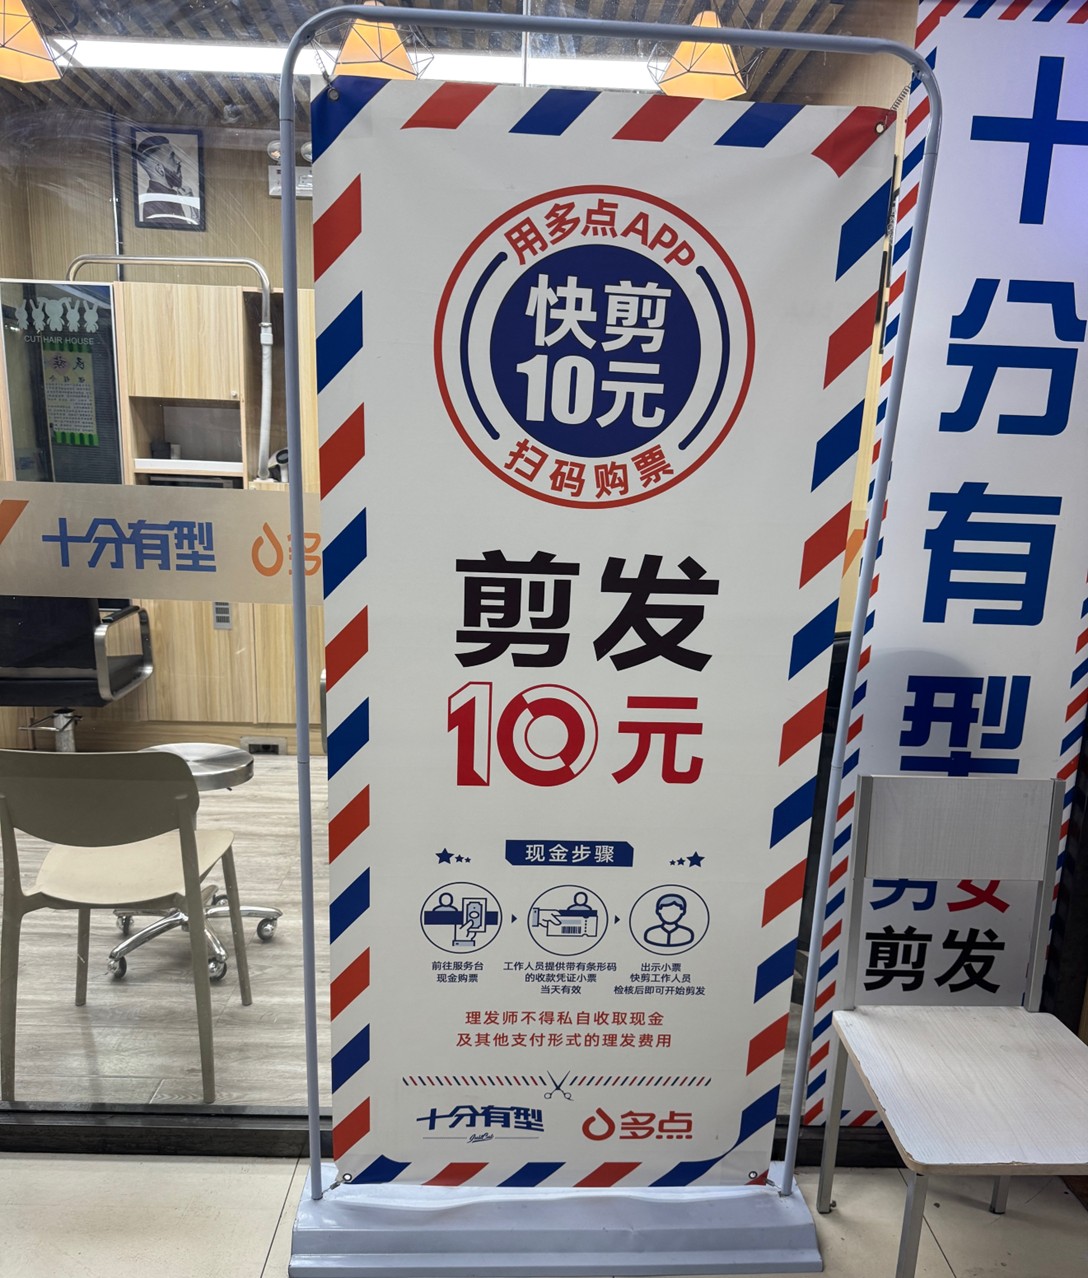 用多点APP
快剪
10元
扫码购票
剪发
10元
现金步骤
前往服务台
现金购票
工作人员提供带有条形码
的收款凭证小票
当天有效
出示小票
快剪工作人员
检核后即可开始剪发
理发师不得私自收取现金
及其他支付形式的理发费用
十分有型
多点
CUT HAIR HOUSE
十分有型
多
十分有型
男女
剪发